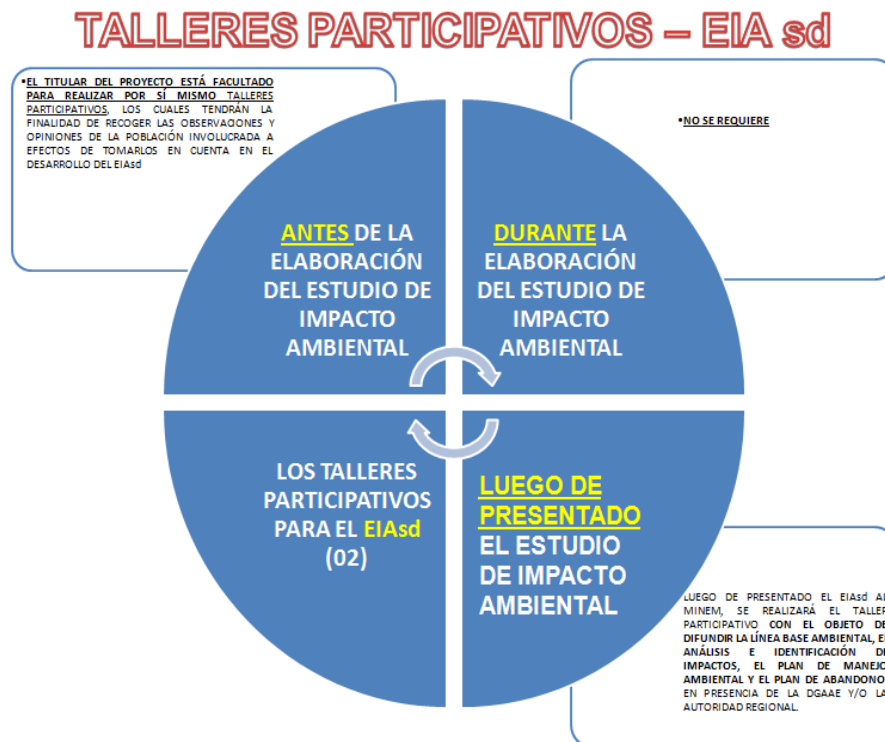 TALLERES PARTICIPATIVOS – EIA sd
•EL TITULAR DEL PROYECTO ESTÁ FACULTADO
PARA REALIZAR POR SÍ MISMO TALLERES
PARTICIPATIVOS, LOS CUALES TENDRÁN LA
FINALIDAD DE RECOGER LAS OBSERVACIONES Y
OPINIONES DE LA POBLACIÓN INVOLUCRADA A
EFECTOS DE TOMARLOS EN CUENTA EN EL
DESARROLLO DEL EIAsd
•NO SE REQUIERE
ANTES DE LA
ELABORACIÓN
DEL ESTUDIO DE
IMPACTO
AMBIENTAL
DURANTE LA
ELABORACIÓN
DEL ESTUDIO DE
IMPACTO
AMBIENTAL
LOS TALLERES
PARTICIPATIVOS
PARA EL EIAsd
(02)
LUEGO DE
PRESENTADO
EL ESTUDIO
DE IMPACTO
AMBIENTAL
LUEGO DE PRESENTADO EL EIAsd AL
MINEM, SE REALIZARÁ EL TALLER
PARTICIPATIVO CON EL OBJETO DE
DIFUNDIR LA LÍNEA BASE AMBIENTAL, EL
ANÁLISIS E IDENTIFICACIÓN DE
IMPACTOS, EL PLAN DE MANEJO
AMBIENTAL Y EL PLAN DE ABANDONO,
EN PRESENCIA DE LA DGAAE Y/O LA
AUTORIDAD REGIONAL.